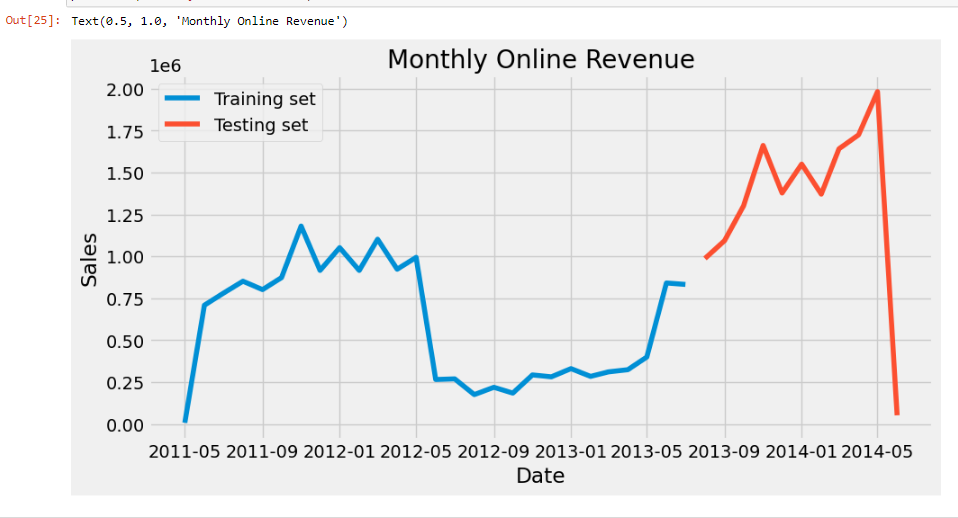 Out[25]: Text(0.5, 1.0, 'Monthly Online Revenue')
Monthly Online Revenue
1e6
Training set
Testing set
2.00
1.75
1.50
1.25
1.00
0.75
0.50
0.25
0.00
Sales
2011-05 2011-09 2012-01 2012-05 2012-09 2013-01 2013-05 2013-09 2014-01 2014-05
Date